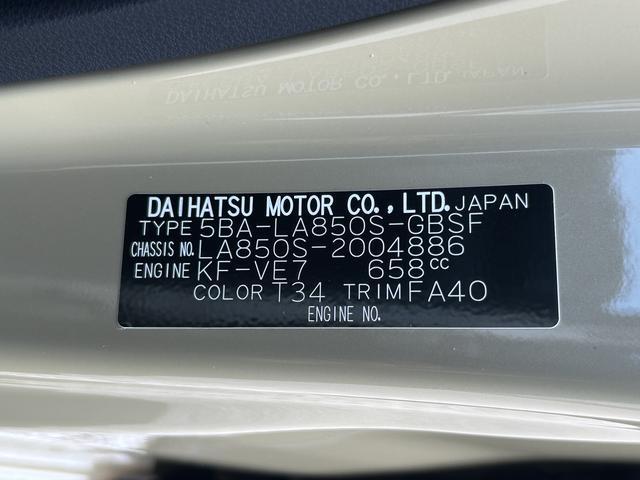 DAIHATSU MOTOR CO., LTD. JAPAN
TYPE 5BA-LA850S-GBSF
CHASSIS NO. LA850S-2004886
ENGINE KF-VE7 658cc
COLOR T34 TRIM FA40
ENGINE NO.